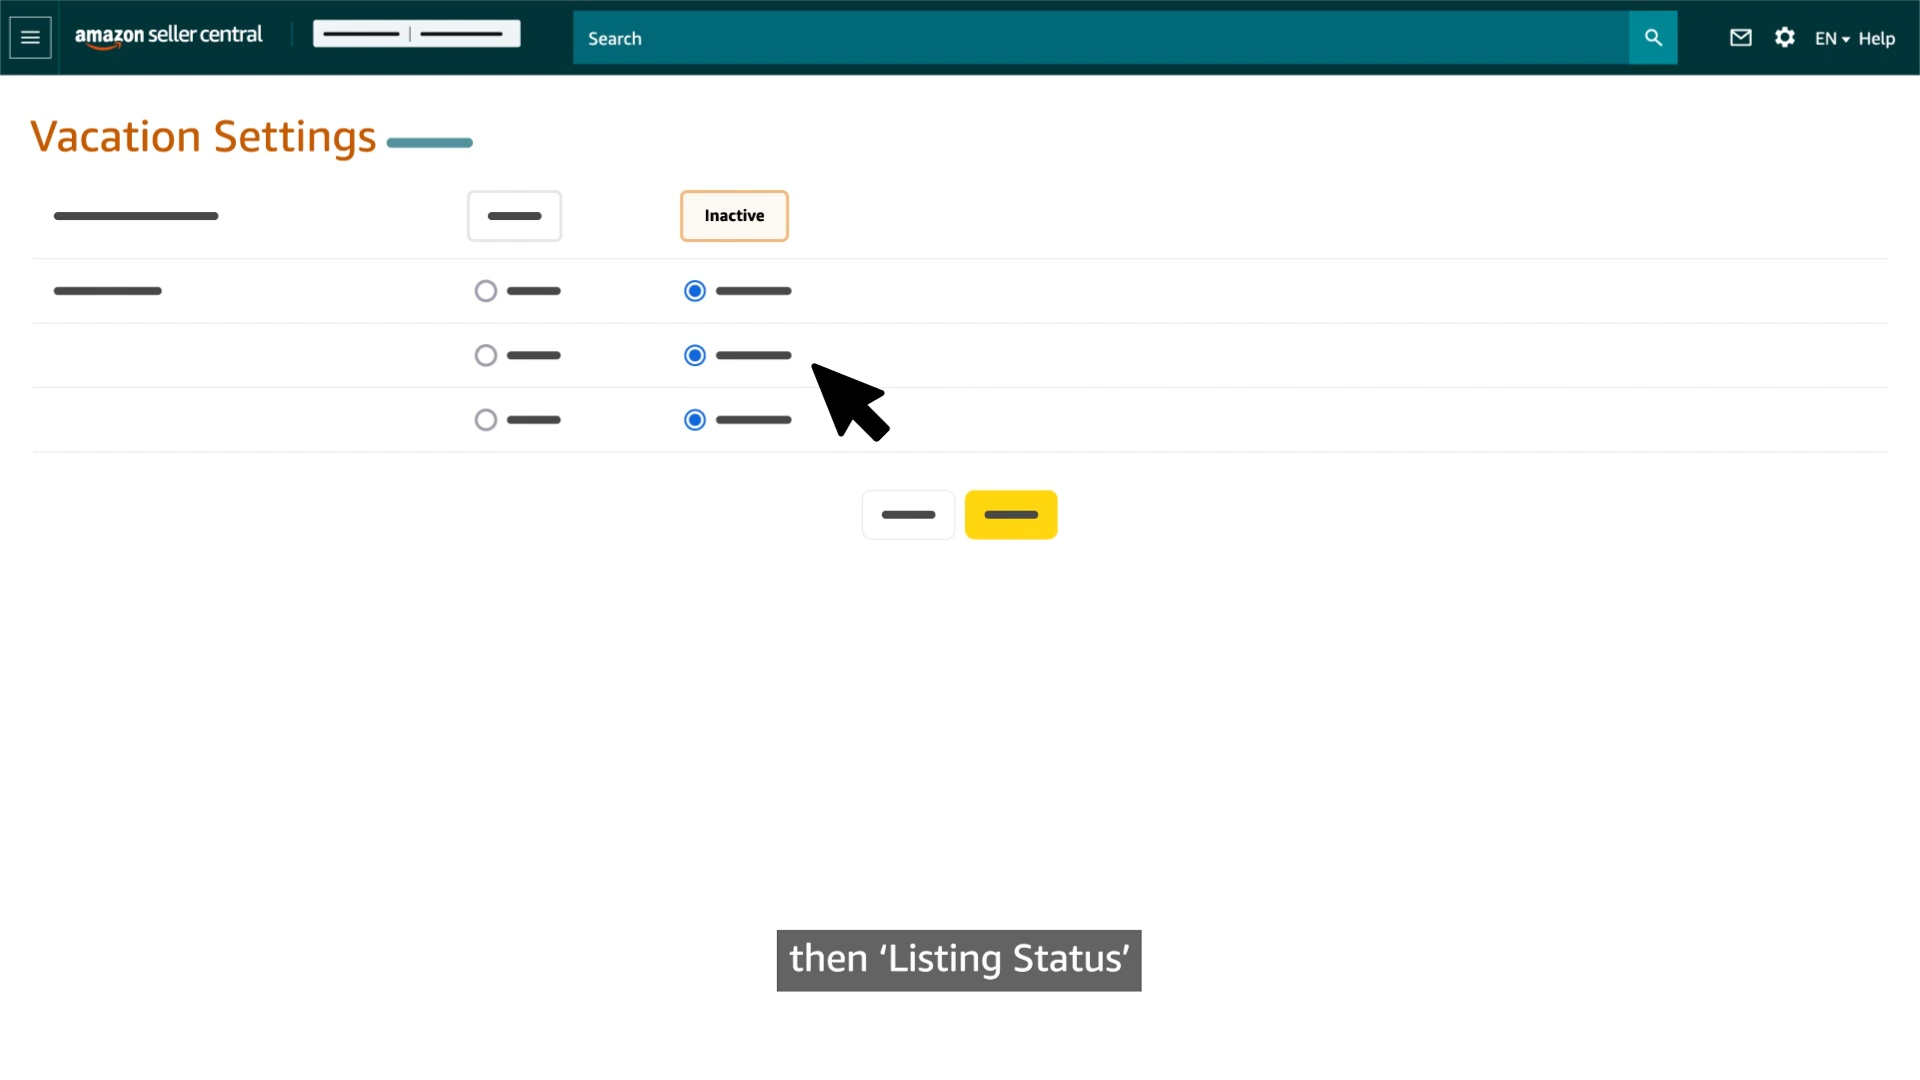 amazon seller central
Search
EN
Help
Vacation Settings
Inactive
then ‘Listing Status’